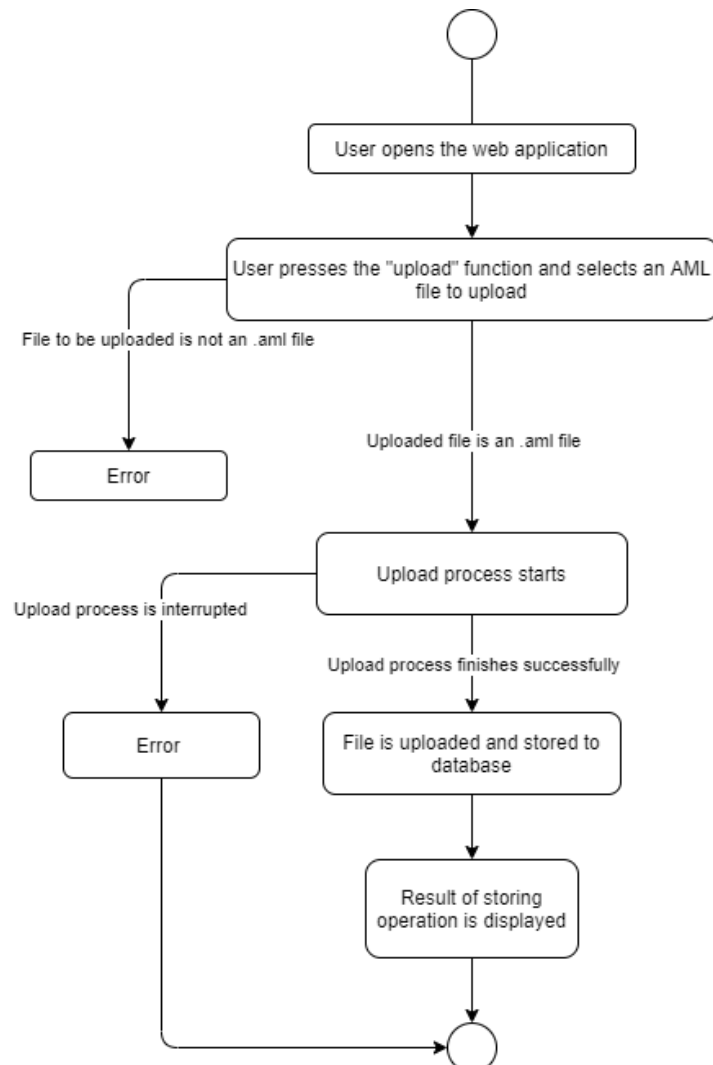 User opens the web application
User presses the "upload" function and selects an AML
file to upload
File to be uploaded is not an .aml file
Uploaded file is an .aml file
Error
Upload process starts
Upload process is interrupted
Upload process finishes successfully
Error
File is uploaded and stored to
database
Result of storing
operation is displayed